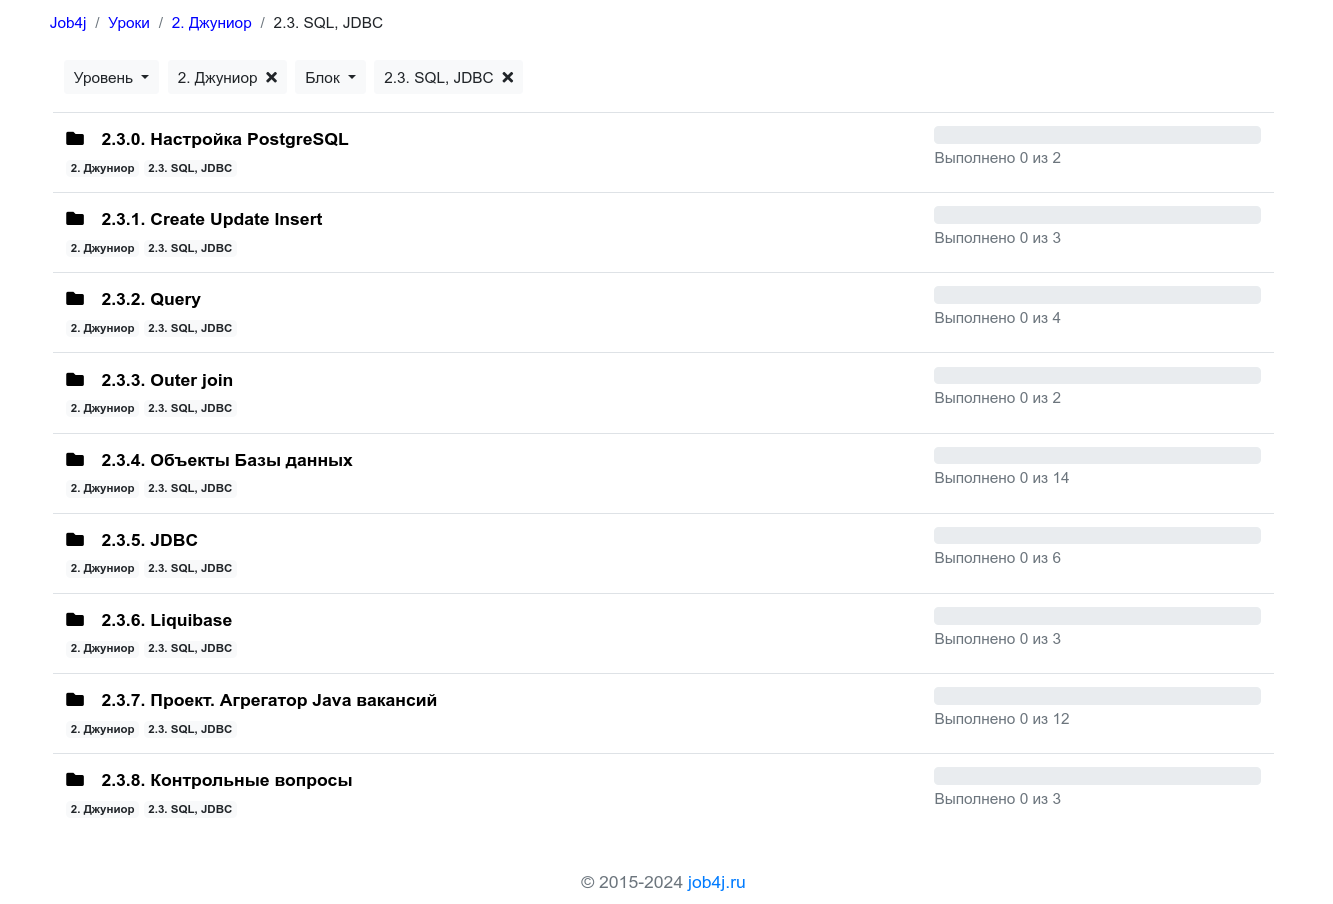 Job4j / Уроки / 2. Джуниор / 2.3. SQL, JDBC
Уровень 2. Джуниор Блок 2.3. SQL, JDBC
2.3.0. Настройка PostgreSQL
2. Джуниор 2.3. SQL, JDBC
Выполнено 0 из 2
2.3.1. Create Update Insert
2. Джуниор 2.3. SQL, JDBC
Выполнено 0 из 3
2.3.2. Query
2. Джуниор 2.3. SQL, JDBC
Выполнено 0 из 4
2.3.3. Outer join
2. Джуниор 2.3. SQL, JDBC
Выполнено 0 из 2
2.3.4. Объекты Базы данных
2. Джуниор 2.3. SQL, JDBC
Выполнено 0 из 14
2.3.5. JDBC
2. Джуниор 2.3. SQL, JDBC
Выполнено 0 из 6
2.3.6. Liquibase
2. Джуниор 2.3. SQL, JDBC
Выполнено 0 из 3
2.3.7. Проект. Агрегатор Java вакансий
2. Джуниор 2.3. SQL, JDBC
Выполнено 0 из 12
2.3.8. Контрольные вопросы
2. Джуниор 2.3. SQL, JDBC
Выполнено 0 из 3
© 2015-2024 job4j.ru